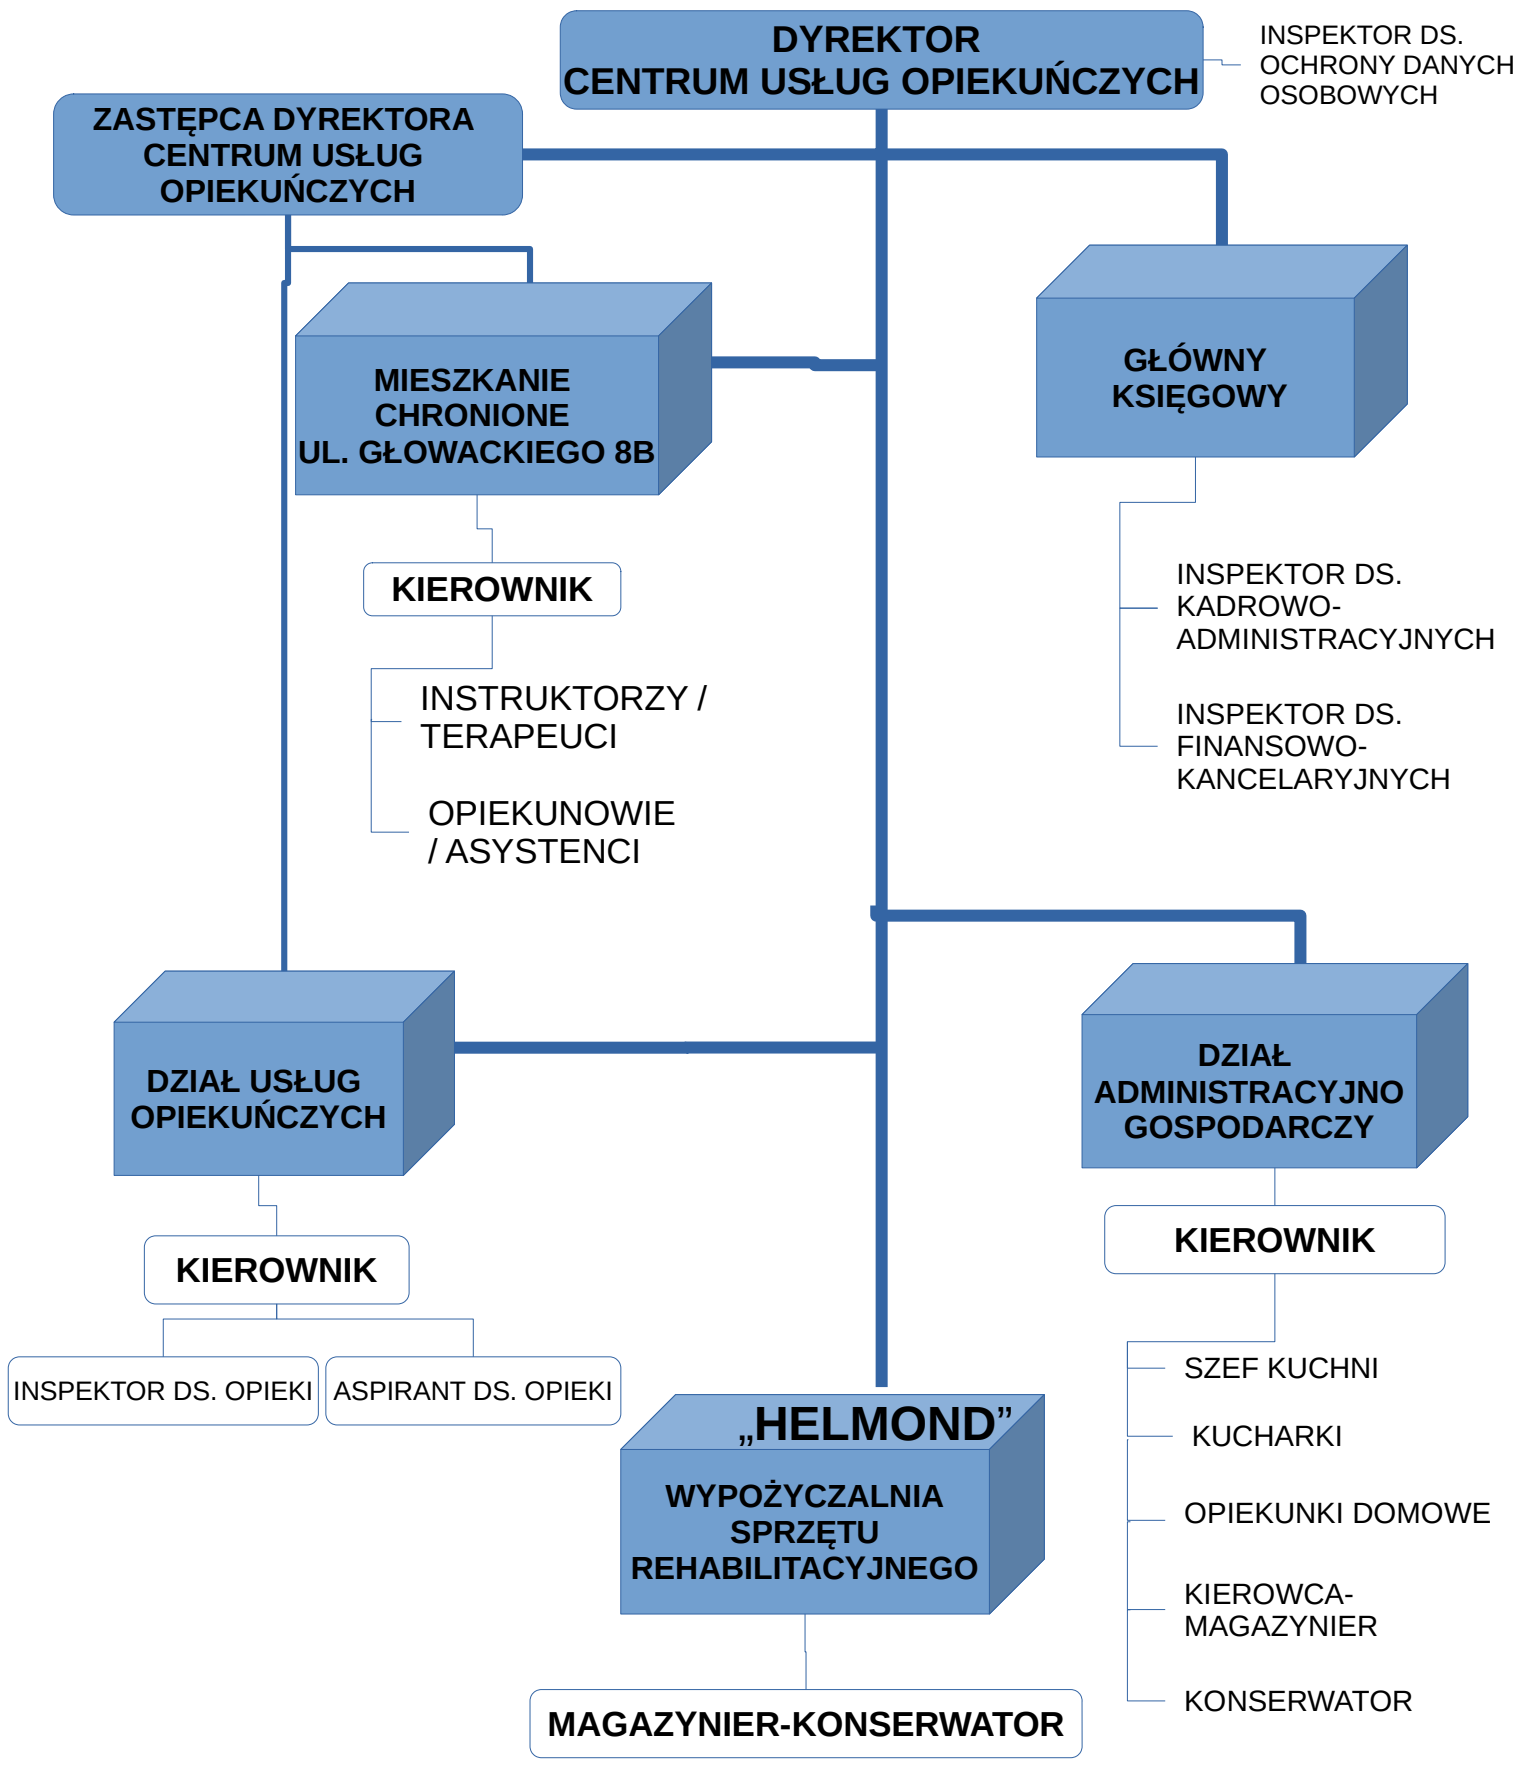 DYREKTOR
CENTRUM USŁUG OPIEKUŃCZYCH
INSPEKTOR DS.
OCHRONY DANYCH
OSOBOWYCH
ZASTĘPCA DYREKTORA
CENTRUM USŁUG
OPIEKUŃCZYCH
MIESZKANIE
CHRONIONE
UL. GŁOWACKIEGO 8B
GŁÓWNY
KSIĘGOWY
KIEROWNIK
INSTRUKTORZY /
TERAPEUCI
OPIEKUNOWIE
/ ASYSTENCI
INSPEKTOR DS.
KADROWO-
ADMINISTRACYJNYCH
INSPEKTOR DS.
FINANSOWO-
KANCELARYJNYCH
DZIAŁ USŁUG
OPIEKUŃCZYCH
KIEROWNIK
INSPEKTOR DS. OPIEKI
ASPIRANT DS. OPIEKI
DZIAŁ
ADMINISTRACYJNO
GOSPODARCZY
KIEROWNIK
SZEF KUCHNI
KUCHARKI
OPIEKUNKI DOMOWE
KIEROWCA-
MAGAZYNIER
KONSERWATOR
„HELMOND”
WYPOŻYCZALNIA
SPRZĘTU
REHABILITACYJNEGO
MAGAZYNIER-KONSERWATOR